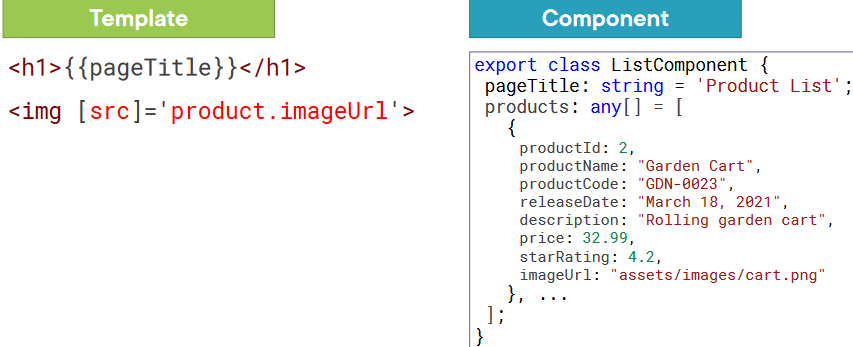 Template
<h1>{{pageTitle}}</h1>
<img [src]='product.imageUrl'>
Component
export class ListComponent {
pageTitle: string = 'Product List';
products: any[] = [
{
productId: 2,
productName: "Garden Cart",
productCode: "GDN-0023",
releaseDate: "March 18, 2021",
description: "Rolling garden cart",
price: 32.99,
starRating: 4.2,
imageUrl: "assets/images/cart.png"
}, ...
];
}